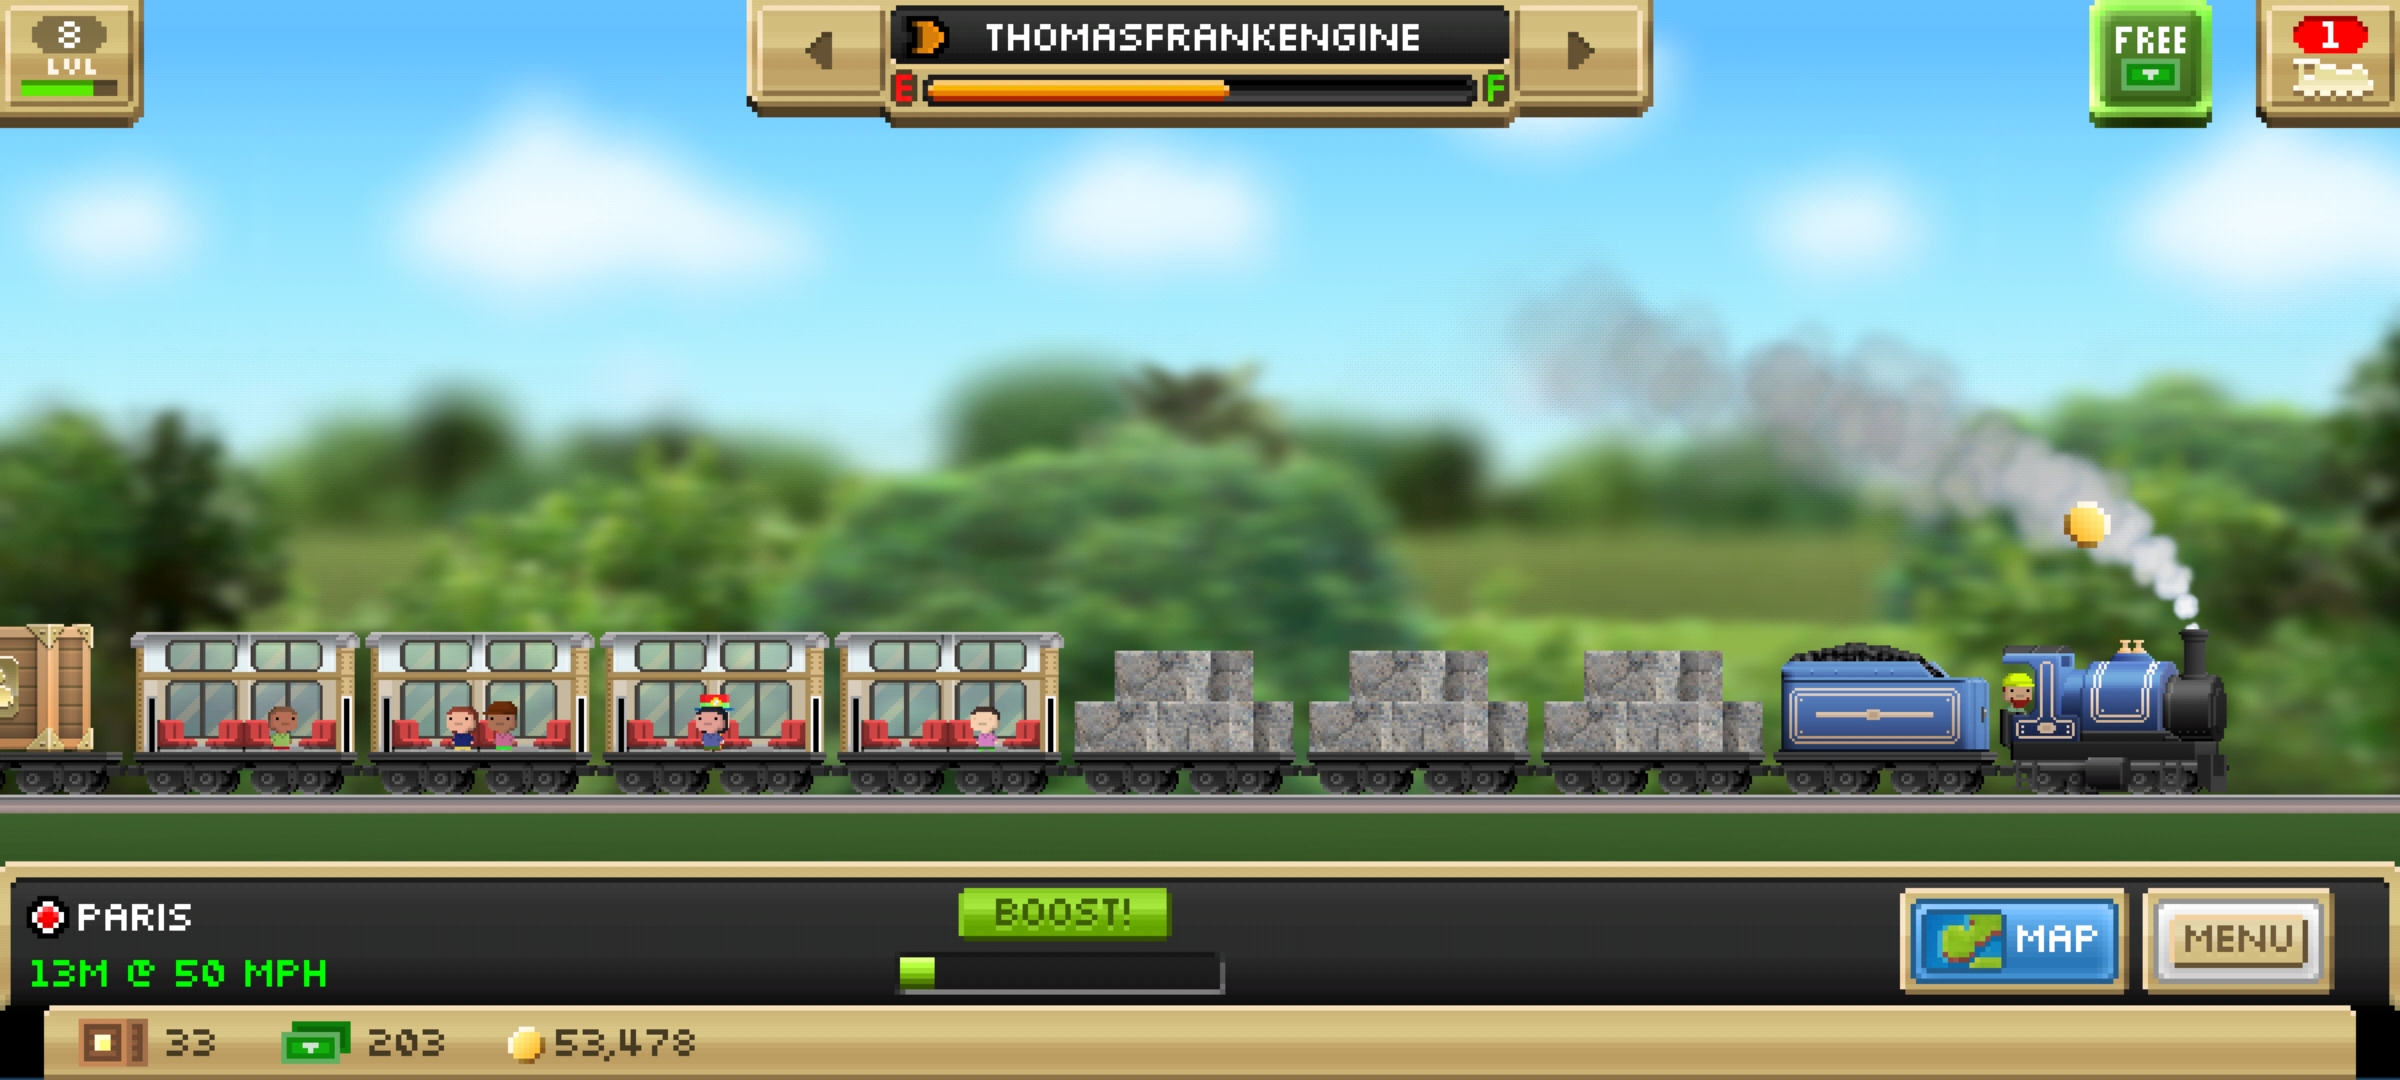 8
LVL
THOMASFRANKENGINE
E F
FREE
1
PARIS
13M @ 50 MPH
BOOST!
MAP
MENU
33
203
53,478